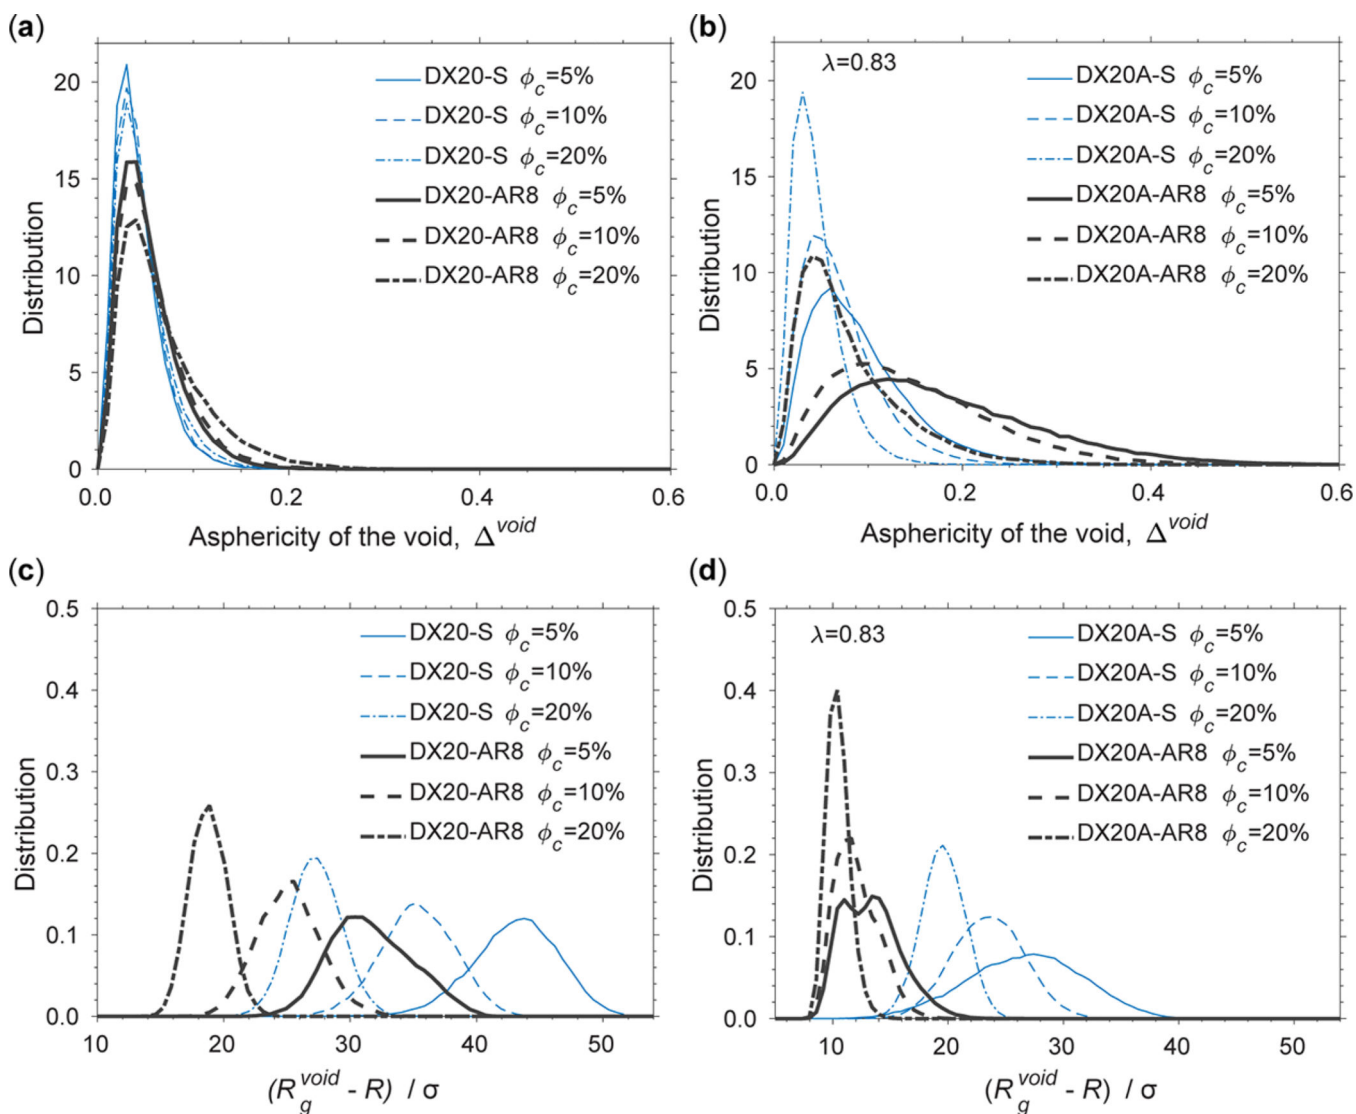 (a)
20
15
10
5
0
0.0 0.2 0.4 0.6
Distribution
DX20-S ϕc=5%
DX20-S ϕc=10%
DX20-S ϕc=20%
DX20-AR8 ϕc=5%
DX20-AR8 ϕc=10%
DX20-AR8 ϕc=20%
Asphericity of the void, Δ^void
(b)
λ=0.83
20
15
10
5
0
0.0 0.2 0.4 0.6
Distribution
DX20A-S ϕc=5%
DX20A-S ϕc=10%
DX20A-S ϕc=20%
DX20A-AR8 ϕc=5%
DX20A-AR8 ϕc=10%
DX20A-AR8 ϕc=20%
Asphericity of the void, Δ^void
(c)
0.5
0.4
0.3
0.2
0.1
0.0
10 20 30 40 50
Distribution
DX20-S ϕc=5%
DX20-S ϕc=10%
DX20-S ϕc=20%
DX20-AR8 ϕc=5%
DX20-AR8 ϕc=10%
DX20-AR8 ϕc=20%
(R_g^void - R) / σ
(d)
λ=0.83
0.5
0.4
0.3
0.2
0.1
0.0
10 20 30 40 50
Distribution
DX20A-S ϕc=5%
DX20A-S ϕc=10%
DX20A-S ϕc=20%
DX20A-AR8 ϕc=5%
DX20A-AR8 ϕc=10%
DX20A-AR8 ϕc=20%
(R_g^void - R) / σ